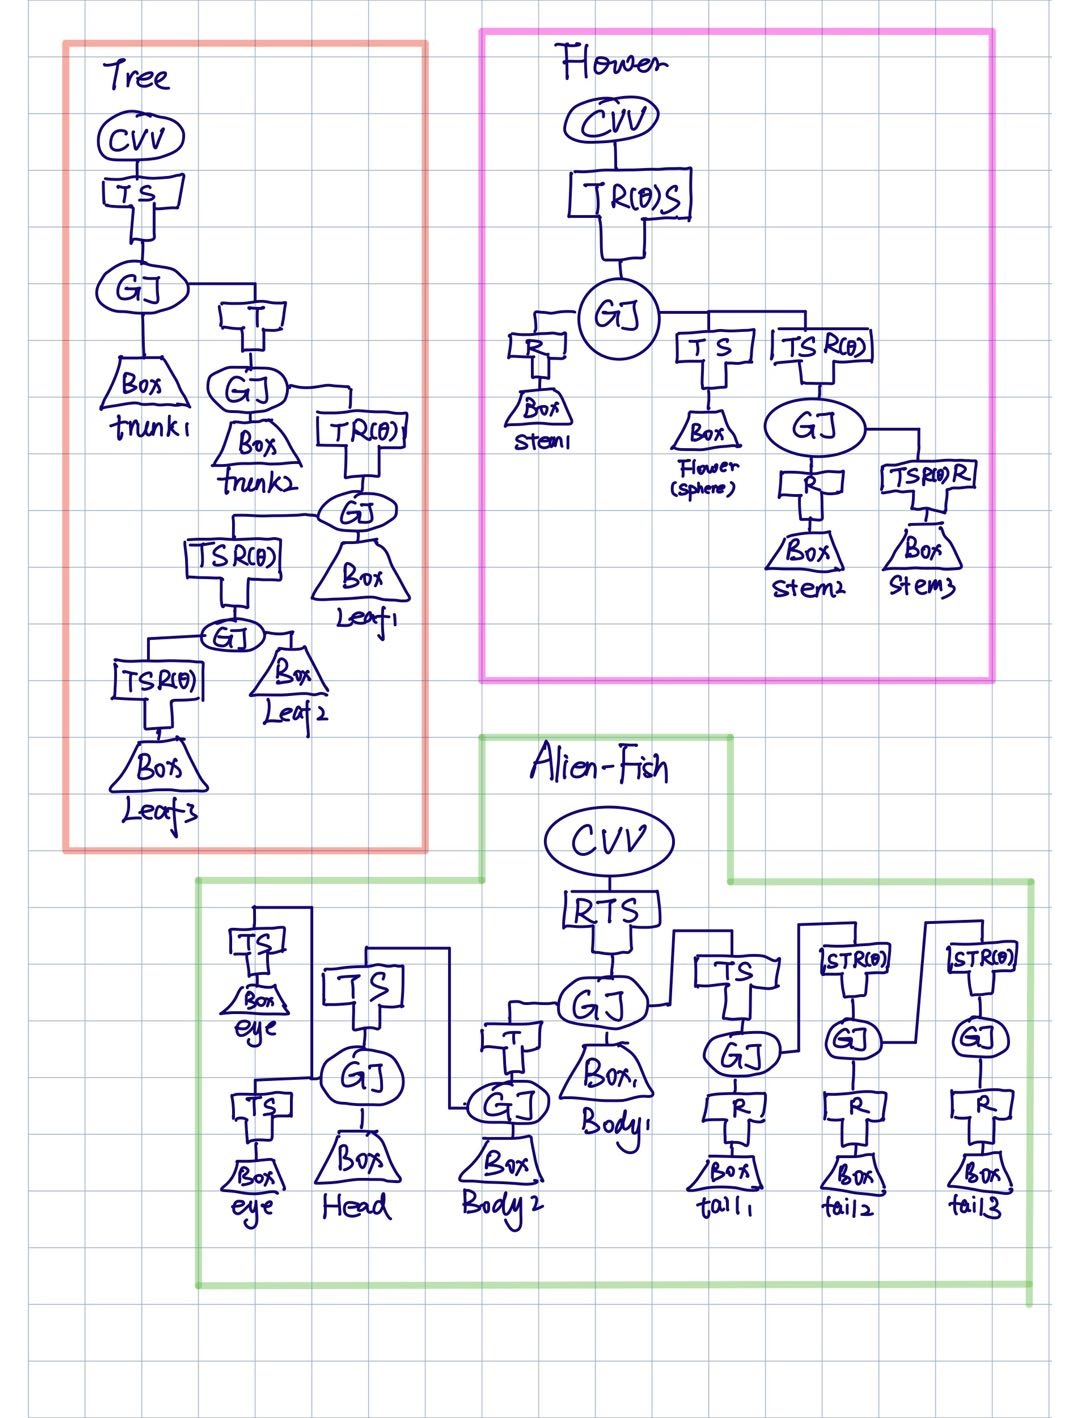 Tree
CVV
TS
GJ
T
Box
trunk1
GJ
Box
trunk2
TR(θ)
GJ
Box
Leaf1
TSR(θ)
GJ
Box
Leaf2
TSR(θ)
Box
Leaf3
Flower
CVV
TR(θ)S
GJ
R
Box
Stem1
TS
Box
Flower
(sphere)
TS R(θ)
GJ
R
Box
Stem2
TSR(θ)R
Box
Stem3
Alien-Fish
CVV
RTS
GJ
Box
Body1
T
GJ
Box
Body2
TS
GJ
Box
Head
TS
Box
eye
TS
Box
eye
TS
GJ
R
Box
tail1
STR(θ)
GJ
R
Box
tail2
STR(θ)
GJ
R
Box
tail3